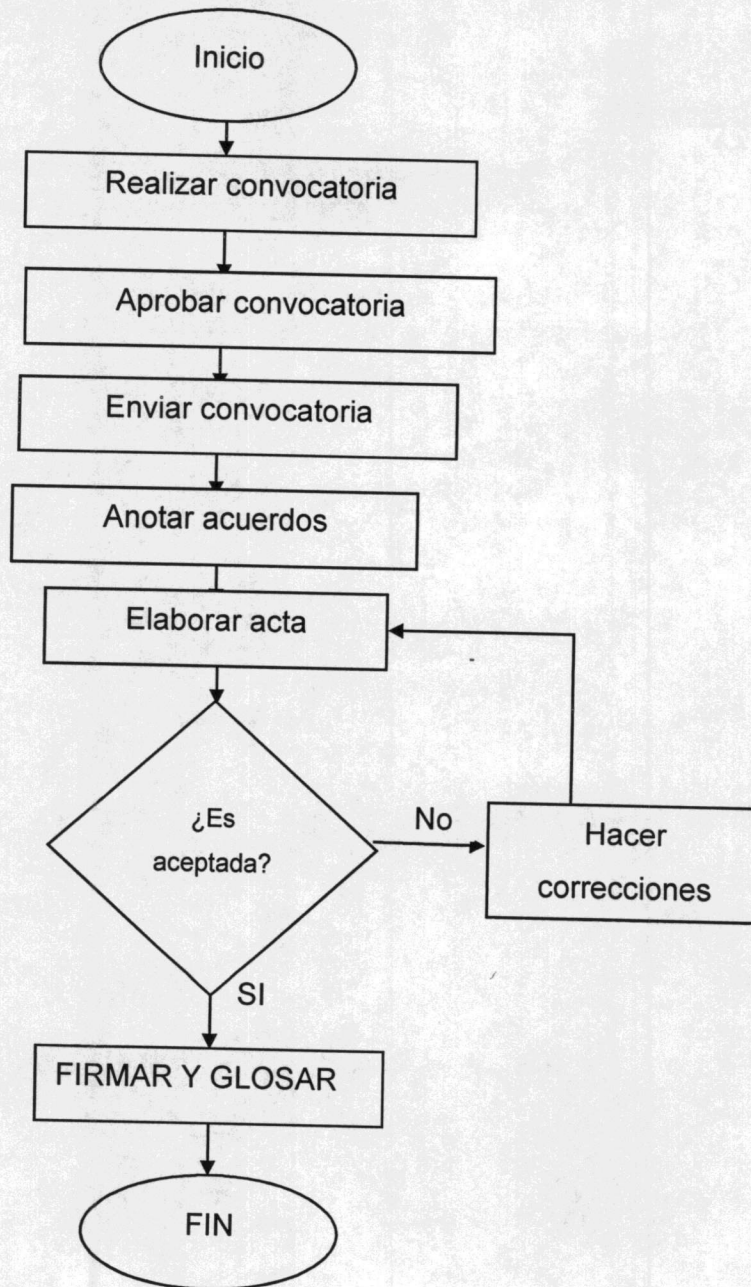 Inicio
Realizar convocatoria
Aprobar convocatoria
Enviar convocatoria
Anotar acuerdos
Elaborar acta
¿Es
aceptada?
No
Hacer
correcciones
SI
FIRMAR Y GLOSAR
FIN